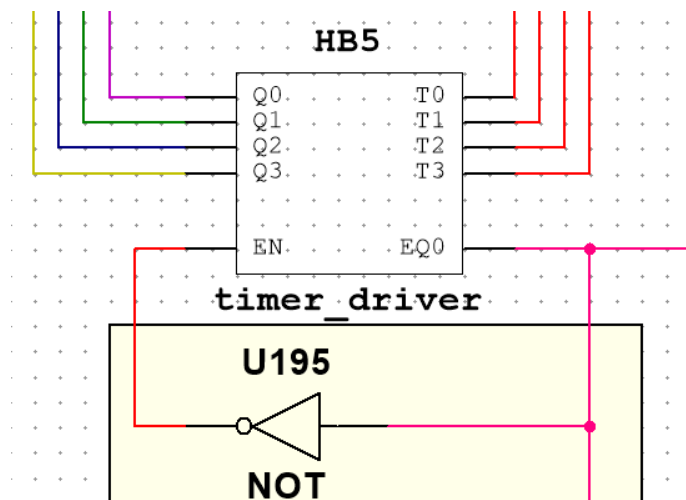 HB5
Q0 T0
Q1 T1
Q2 T2
Q3 T3
EN EQ0
timer_driver
U195
NOT